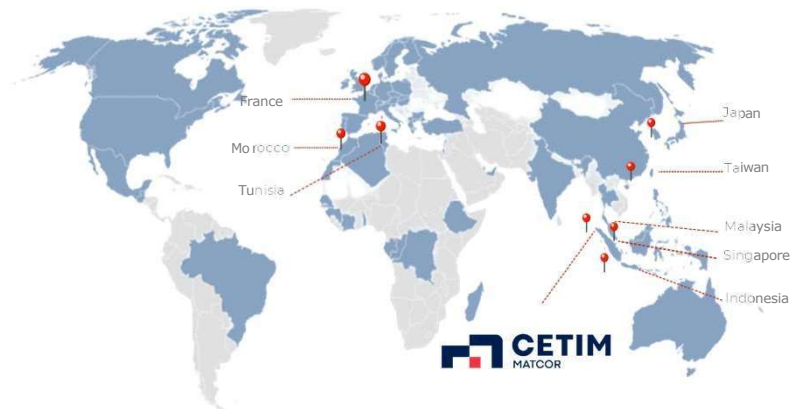 France
Morocco
Tunisia
Japan
Taiwan
Malaysia
Singapore
Indonesia
CETIM
MATCOR